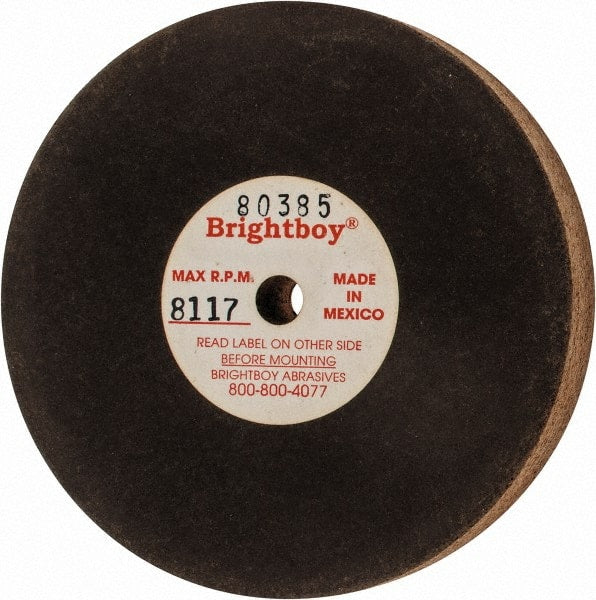 80385
Brightboy®
MAX R.P.M.
8117
MADE
IN
MEXICO
READ LABEL ON OTHER SIDE
BEFORE MOUNTING
BRIGHTBOY ABRASIVES
800-800-4077